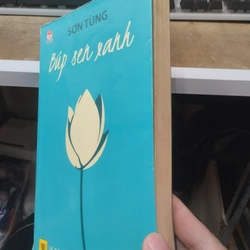 SƠN TÙNG
Búp sen xanh